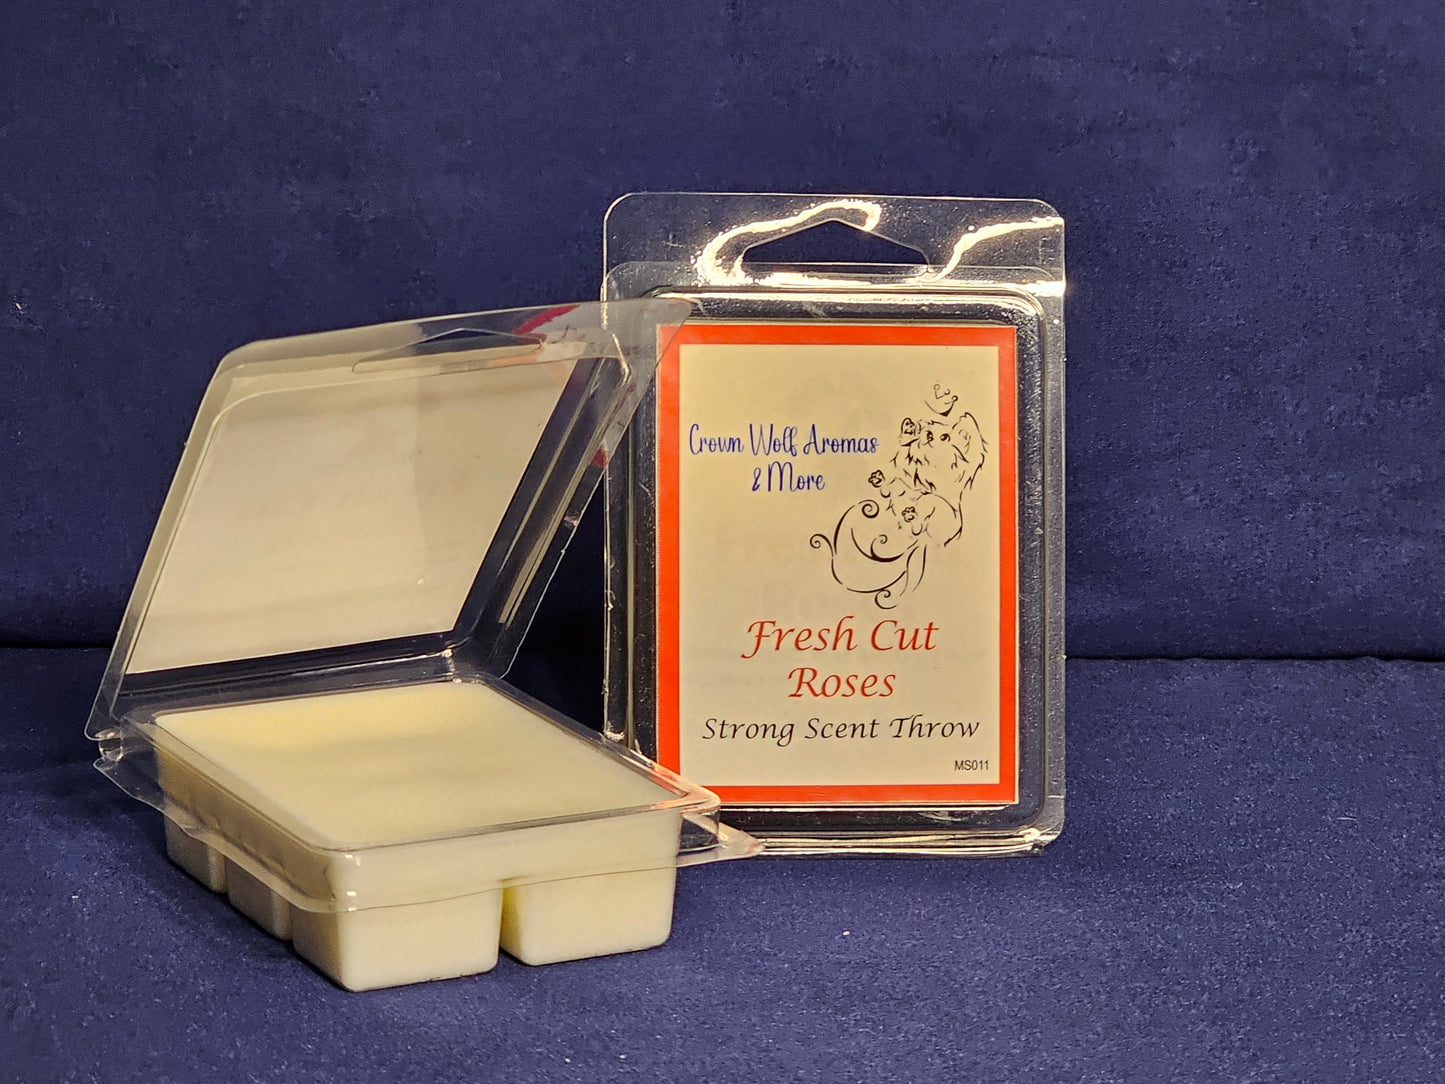 Crown Wolf Aromas
& More
Fresh Cut
Roses
Strong Scent Throw
MS011